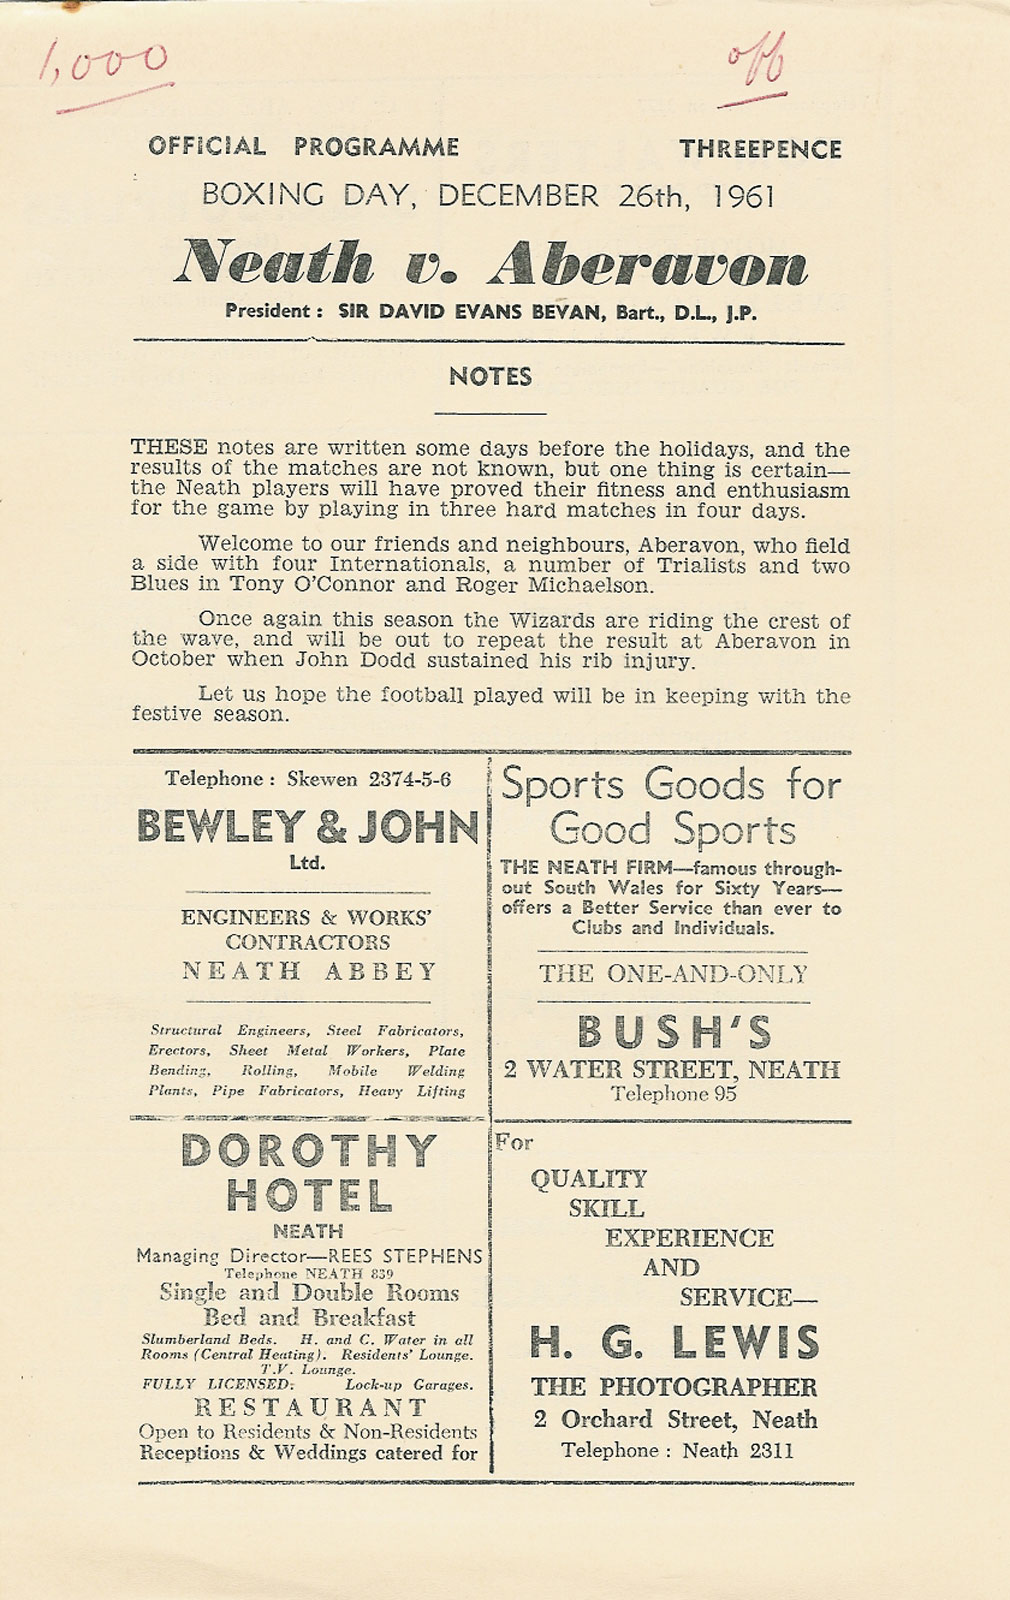 1,000
off
OFFICIAL PROGRAMME THREEPENCE
BOXING DAY, DECEMBER 26th, 1961
Neath v. Aberavon
President : SIR DAVID EVANS BEVAN, Bart., D.L., J.P.
NOTES
THESE notes are written some days before the holidays, and the
results of the matches are not known, but one thing is certain—
the Neath players will have proved their fitness and enthusiasm
for the game by playing in three hard matches in four days.
Welcome to our friends and neighbours, Aberavon, who field
a side with four Internationals, a number of Trialists and two
Blues in Tony O'Connor and Roger Michaelson.
Once again this season the Wizards are riding the crest of
the wave, and will be out to repeat the result at Aberavon in
October when John Dodd sustained his rib injury.
Let us hope the football played will be in keeping with the
festive season.
Telephone : Skewen 2374-5-6
BEWLEY & JOHN
Ltd.
ENGINEERS & WORKS'
CONTRACTORS
NEATH ABBEY
Structural Engineers, Steel Fabricators,
Erectors, Sheet Metal Workers, Plate
Bending, Rolling, Mobile Welding
Plants, Pipe Fabricators, Heavy Lifting
Sports Goods for
Good Sports
THE NEATH FIRM—famous through-
out South Wales for Sixty Years—
offers a Better Service than ever to
Clubs and Individuals.
THE ONE-AND-ONLY
BUSH'S
2 WATER STREET, NEATH
Telephone 95
DOROTHY
HOTEL
NEATH
Managing Director—REES STEPHENS
Telephone NEATH 839
Single and Double Rooms
Bed and Breakfast
Slumberland Beds. H. and C. Water in all
Rooms (Central Heating). Residents' Lounge.
T.V. Lounge.
FULLY LICENSED: Lock-up Garages.
RESTAURANT
Open to Residents & Non-Residents
Receptions & Weddings catered for
For
QUALITY
SKILL
EXPERIENCE
AND
SERVICE—
H. G. LEWIS
THE PHOTOGRAPHER
2 Orchard Street, Neath
Telephone : Neath 2311